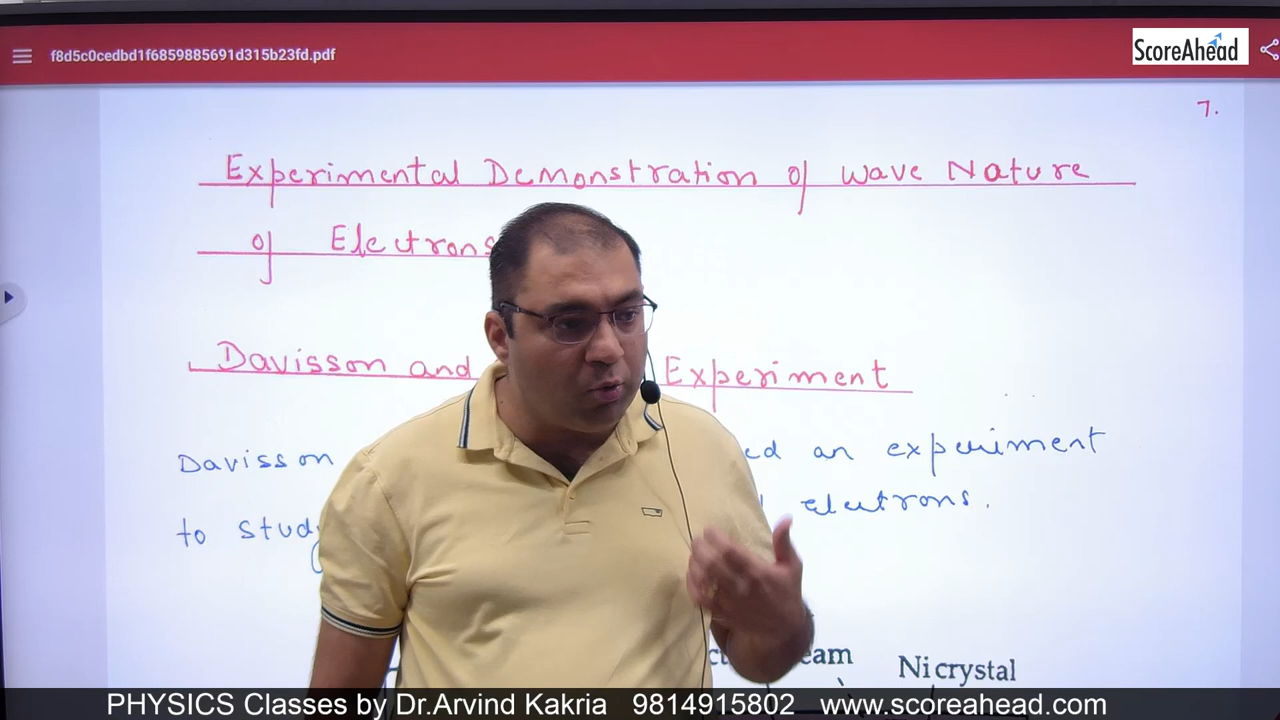 f8d5c0cedbd1f6859885691d315b23fd.pdf
ScoreAhead
7.
Experimental Demonstration of Wave Nature
of Electrons
Davisson and Experiment
Davisson ed an experiment
to study electrons.
eam Ni crystal
PHYSICS Classes by Dr.Arvind Kakria 9814915802 www.scoreahead.com